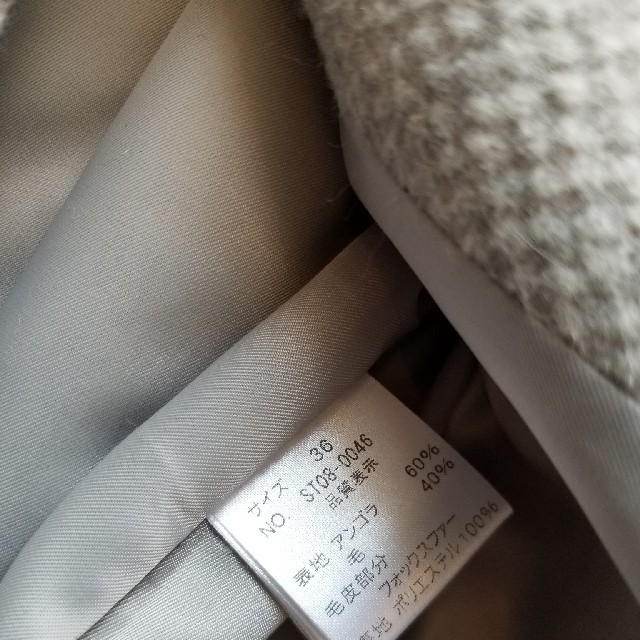 サイズ 36
NO. ST08-0046
品質表示
表地 アンゴラ 60%
毛 40%
毛皮部分
フォックスファー
地 ポリエステル100%